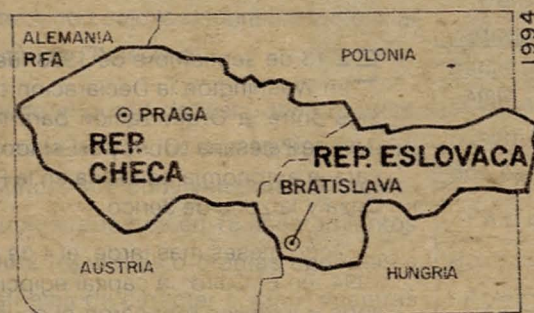 ALEMANIA
RFA
POLONIA
1994
PRAGA
REP.
CHECA
REP. ESLOVACA
BRATISLAVA
AUSTRIA
HUNGRIA